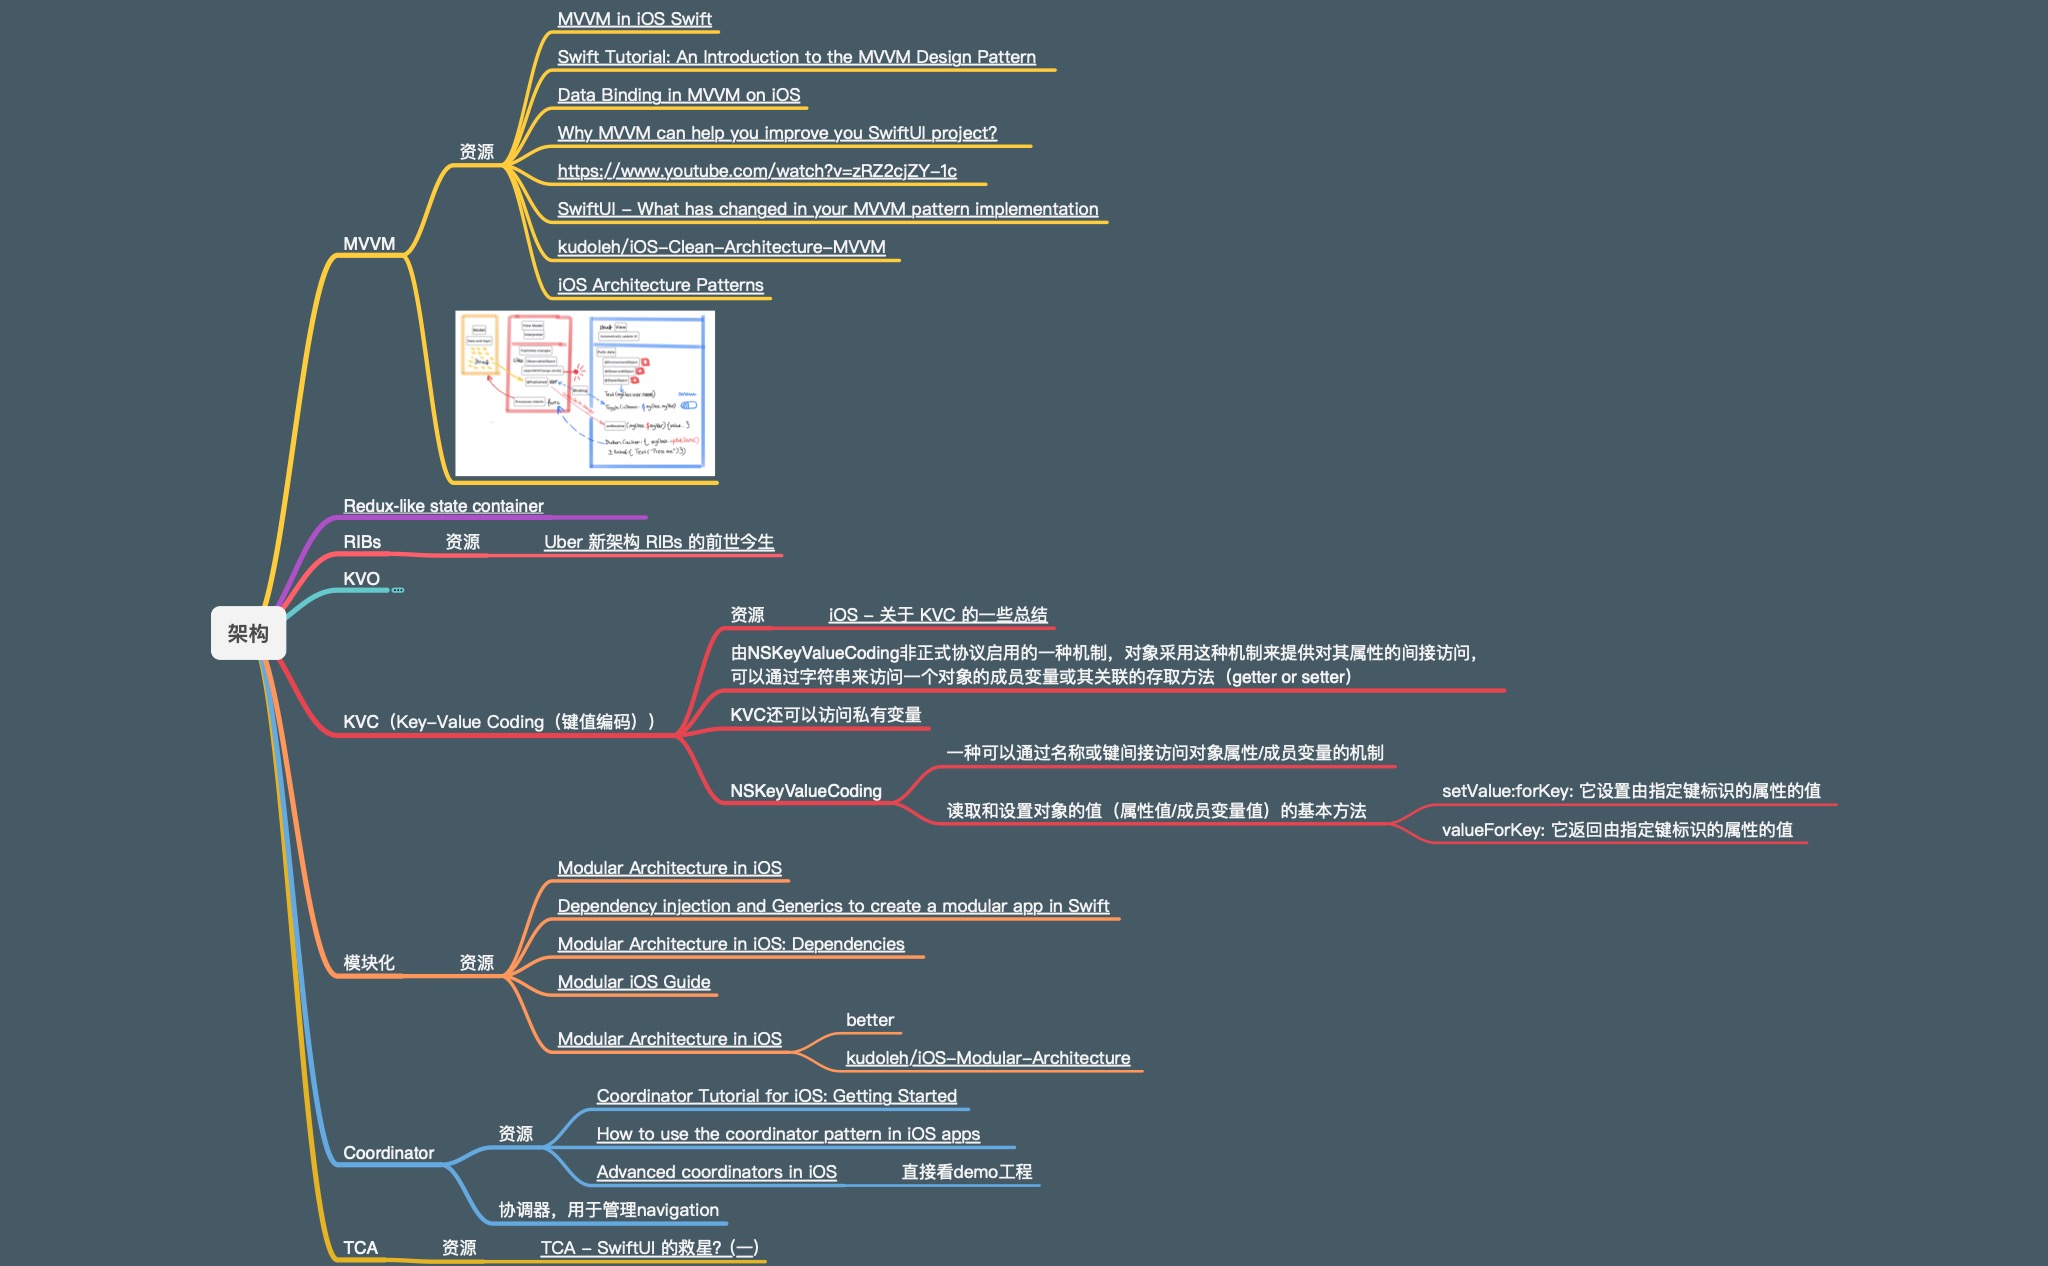 MVVM in iOS Swift
Swift Tutorial: An Introduction to the MVVM Design Pattern
Data Binding in MVVM on iOS
Why MVVM can help you improve you SwiftUI project?
资源
https://www.youtube.com/watch?v=zRZ2cjZY-1c
SwiftUI - What has changed in your MVVM pattern implementation
MVVM
kudoleh/iOS-Clean-Architecture-MVVM
iOS Architecture Patterns
Model
View Model
View
Binding
Redux-like state container
RIBs
资源
Uber 新架构 RIBs 的前世今生
KVO
架构
资源
iOS - 关于 KVC 的一些总结
由NSKeyValueCoding非正式协议启用的一种机制，对象采用这种机制来提供对其属性的间接访问，
可以通过字符串来访问一个对象的成员变量或其关联的存取方法（getter or setter）
KVC（Key-Value Coding（键值编码））
KVC还可以访问私有变量
一种可以通过名称或键间接访问对象属性/成员变量的机制
NSKeyValueCoding
读取和设置对象的值（属性值/成员变量值）的基本方法
setValue:forKey: 它设置由指定键标识的属性的值
valueForKey: 它返回由指定键标识的属性的值
Modular Architecture in iOS
Dependency injection and Generics to create a modular app in Swift
Modular Architecture in iOS: Dependencies
模块化
资源
Modular iOS Guide
Modular Architecture in iOS
better
kudoleh/iOS-Modular-Architecture
Coordinator Tutorial for iOS: Getting Started
资源
How to use the coordinator pattern in iOS apps
Coordinator
Advanced coordinators in iOS
直接看demo工程
协调器，用于管理navigation
TCA
资源
TCA - SwiftUI 的救星？(一)